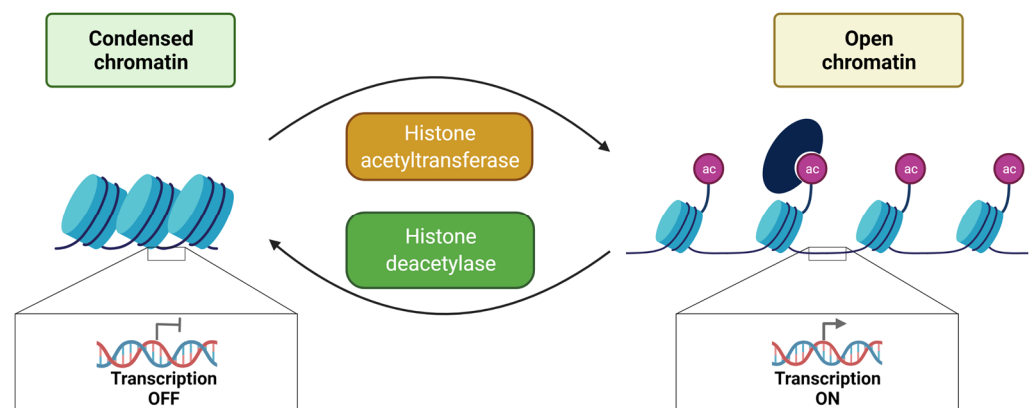 Condensed
chromatin
Open
chromatin
Histone
acetyltransferase
ac
ac
ac
ac
Histone
deacetylase
Transcription
OFF
Transcription
ON